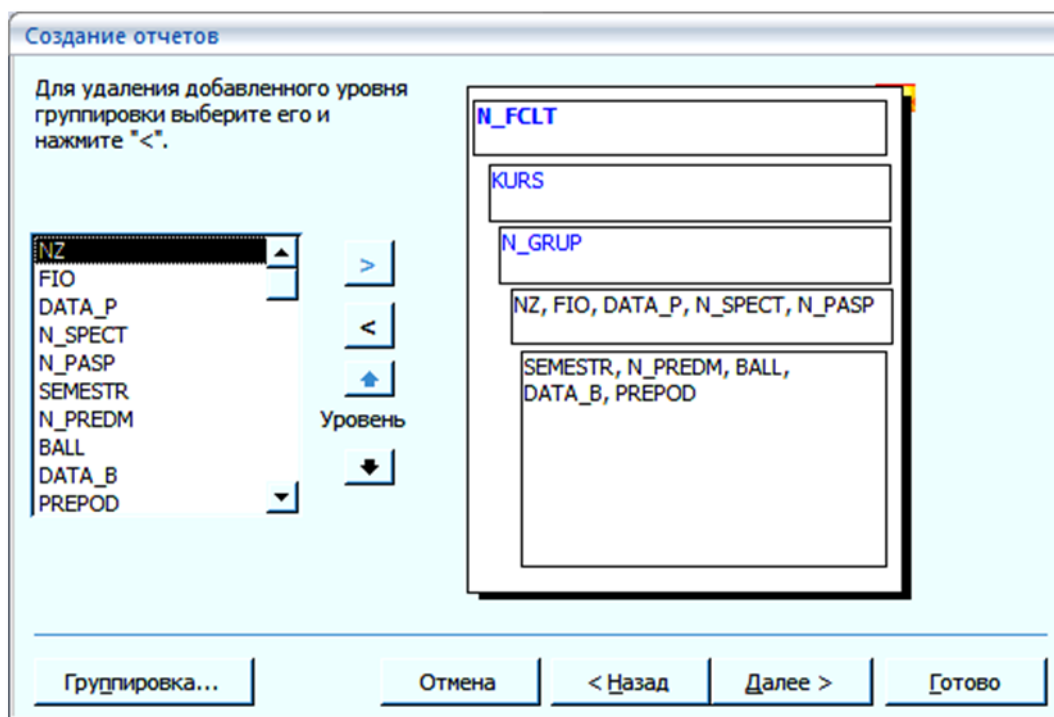 Создание отчетов
Для удаления добавленного уровня
группировки выберите его и
нажмите "<".
NZ
FIO
DATA_P
N_SPECT
N_PASP
SEMESTR
N_PREDM
BALL
DATA_B
PREPOD
>
<
Уровень
N_FCLT
KURS
N_GRUP
NZ, FIO, DATA_P, N_SPECT, N_PASP
SEMESTR, N_PREDM, BALL,
DATA_B, PREPOD
Группировка...
Отмена
< Назад
Далее >
Готово